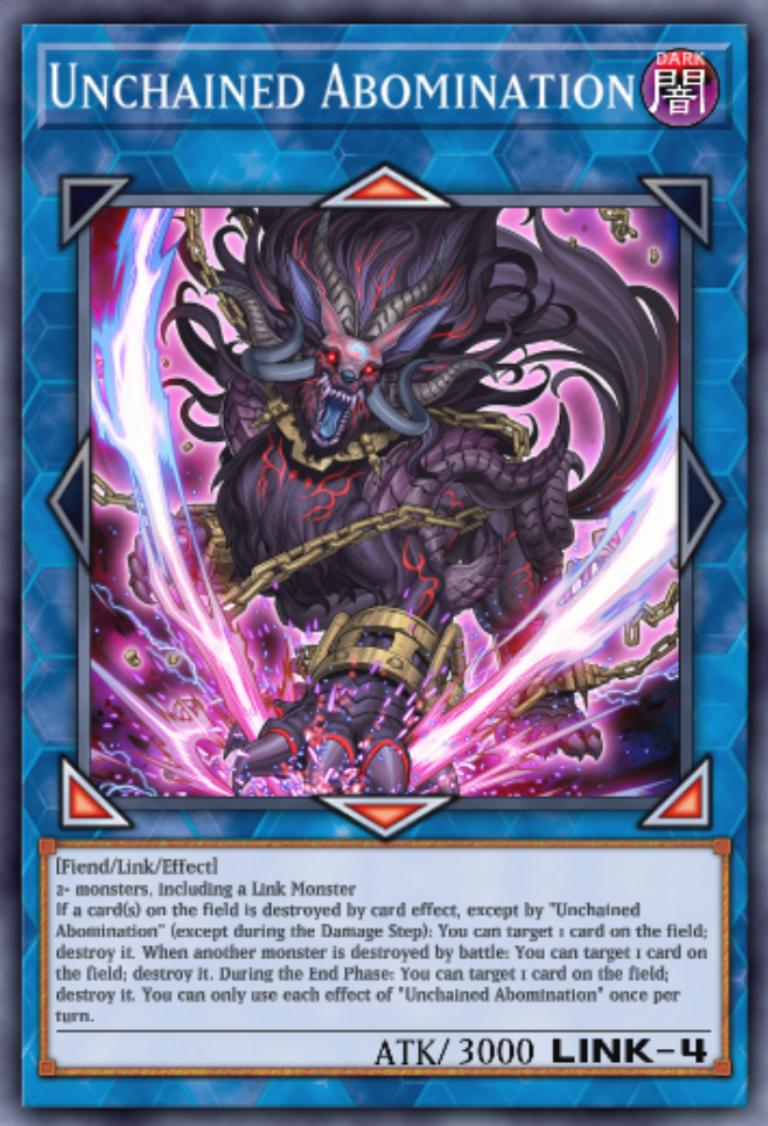 UNCHAINED ABOMINATION
DARK
闇
[Fiend/Link/Effect]
2+ monsters, including a Link Monster
If a card(s) on the field is destroyed by card effect, except by "Unchained
Abomination" (except during the Damage Step): You can target 1 card on the field;
destroy it. When another monster is destroyed by battle: You can target 1 card on
the field; destroy it. During the End Phase: You can target 1 card on the field;
destroy it. You can only use each effect of "Unchained Abomination" once per
turn.
ATK/ 3000 LINK-4